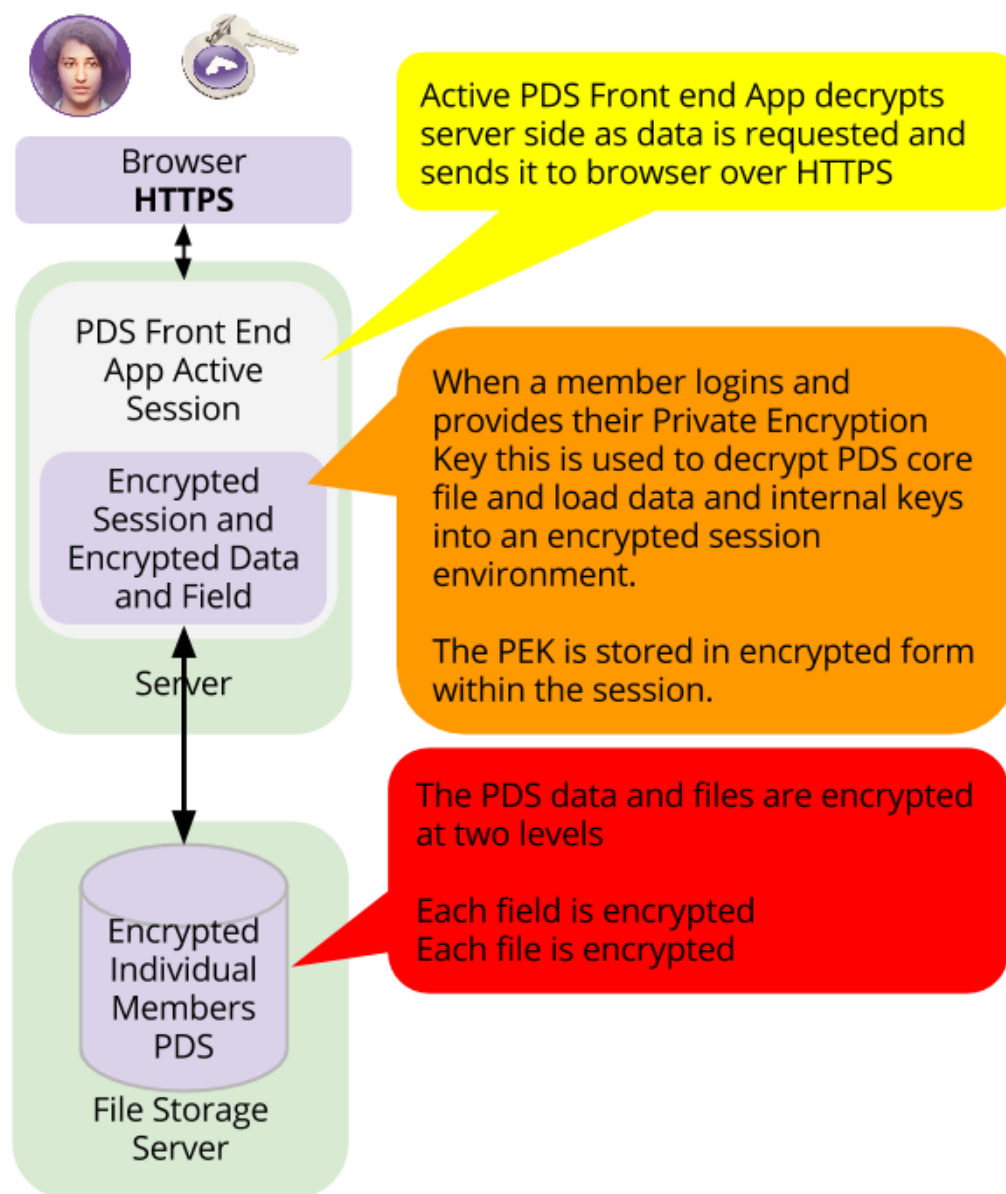 Browser
HTTPS
Active PDS Front end App decrypts
server side as data is requested and
sends it to browser over HTTPS
PDS Front End
App Active
Session
Encrypted
Session and
Encrypted Data
and Field
Server
When a member logins and
provides their Private Encryption
Key this is used to decrypt PDS core
file and load data and internal keys
into an encrypted session
environment.
The PEK is stored in encrypted form
within the session.
The PDS data and files are encrypted
at two levels
Each field is encrypted
Each file is encrypted
Encrypted
Individual
Members
PDS
File Storage
Server